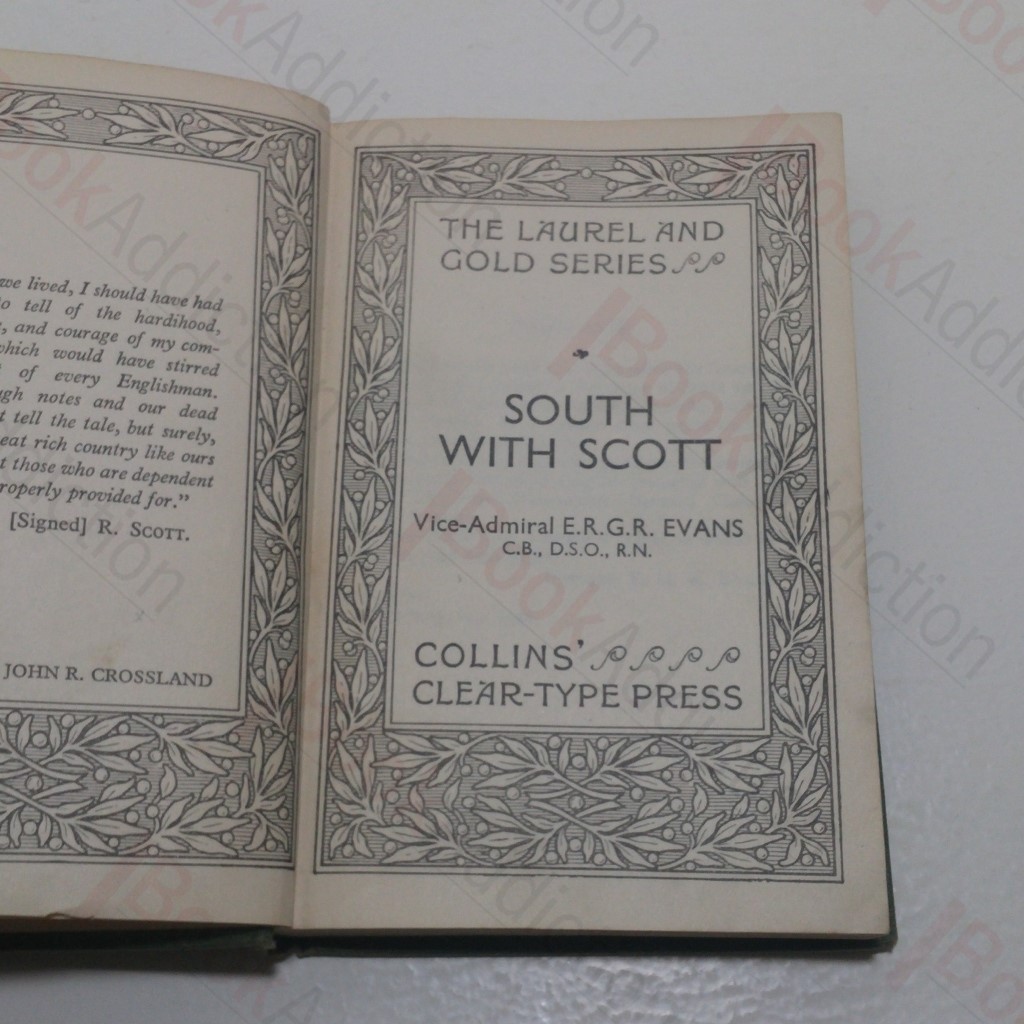 we lived, I should have had
to tell of the hardihood,
, and courage of my com-
which would have stirred
of every Englishman.
notes and our dead
tell the tale, but surely,
rich country like ours
those who are dependent
properly provided for."
[Signed] R. SCOTT.
JOHN R. CROSSLAND
THE LAUREL AND
GOLD SERIES
SOUTH
WITH SCOTT
Vice-Admiral E.R.G.R. EVANS
C.B., D.S.O., R.N.
COLLINS'
CLEAR-TYPE PRESS
BookAddiction